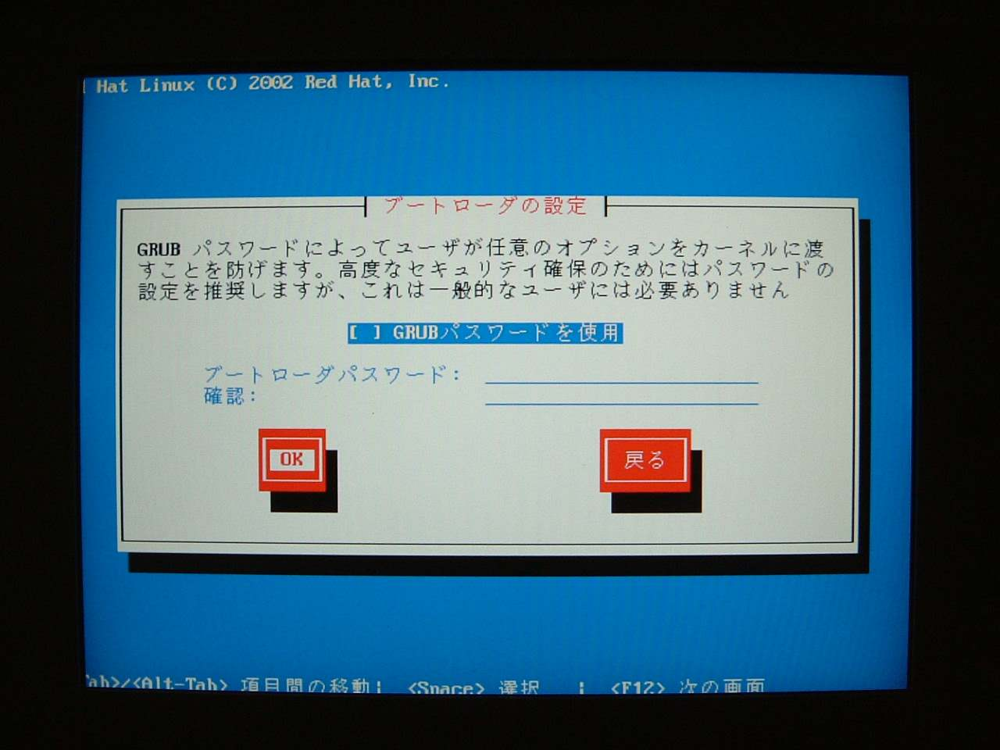 Hat Linux (C) 2002 Red Hat, Inc.
ブートローダの設定
GRUB パスワードによってユーザが任意のオプションをカーネルに渡
すことを防げます。高度なセキュリティ確保のためにはパスワードの
設定を推奨しますが、これは一般的なユーザには必要ありません
[ ] GRUBパスワードを使用
ブートローダパスワード:
確認:
OK 戻る
ab>/<Alt-Tab> 項目間の移動| <Space> 選択 | <F12> 次の画面